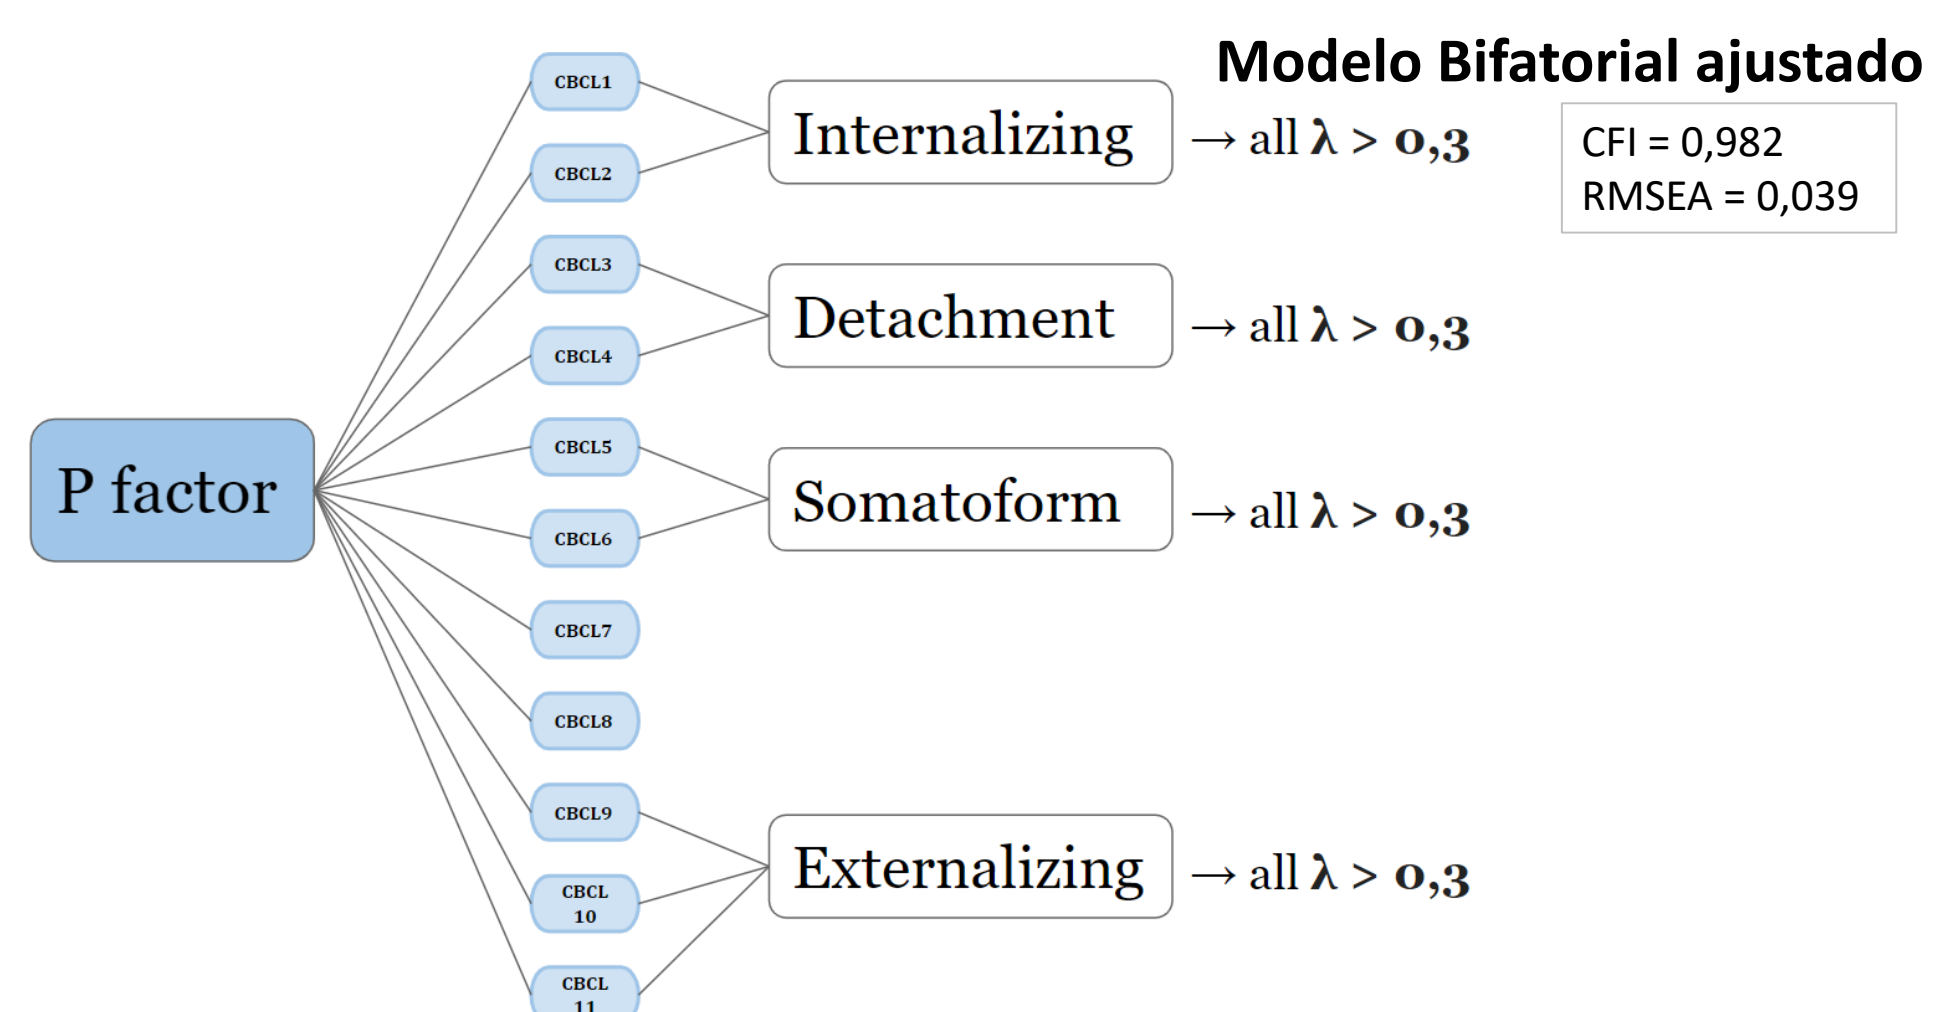 Modelo Bifatorial ajustado
CFI = 0,982
RMSEA = 0,039
P factor
CBCL1
CBCL2
CBCL3
CBCL4
CBCL5
CBCL6
CBCL7
CBCL8
CBCL9
CBCL
10
CBCL
11
Internalizing
→ all λ > 0,3
Detachment
→ all λ > 0,3
Somatoform
→ all λ > 0,3
Externalizing
→ all λ > 0,3